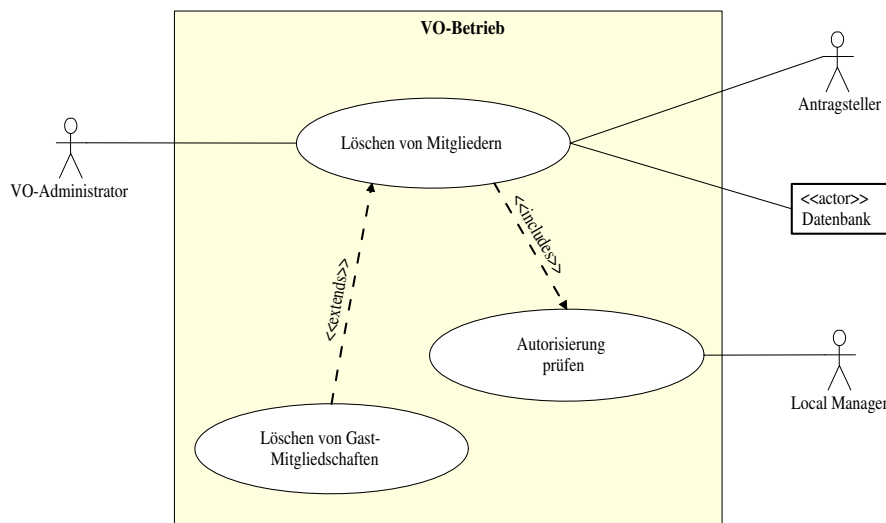 VO-Betrieb
Antragsteller
Löschen von Mitgliedern
VO-Administrator
<<actor>>
Datenbank
<<includes>>
<<extends>>
Autorisierung
prüfen
Local Manager
Löschen von Gast-
Mitgliedschaften